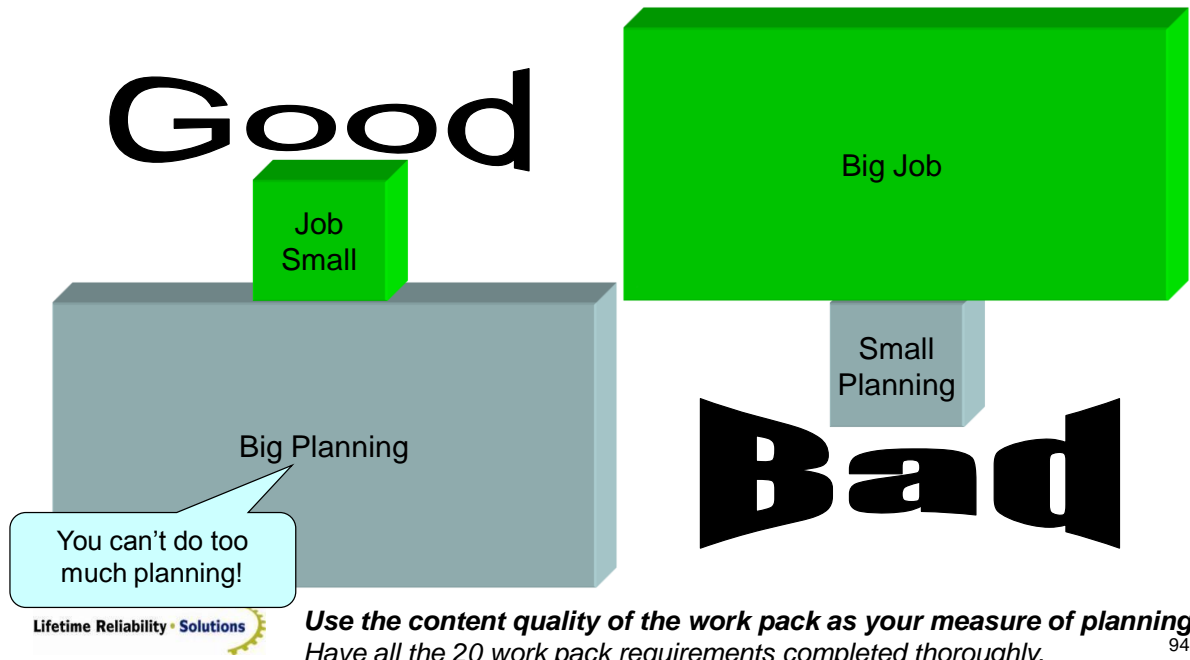 Good
Job
Small
Big Planning
You can't do too
much planning!
Big Job
Small
Planning
Bad
Lifetime Reliability • Solutions
Use the content quality of the work pack as your measure of planning
Have all the 20 work pack requirements completed thoroughly.
94